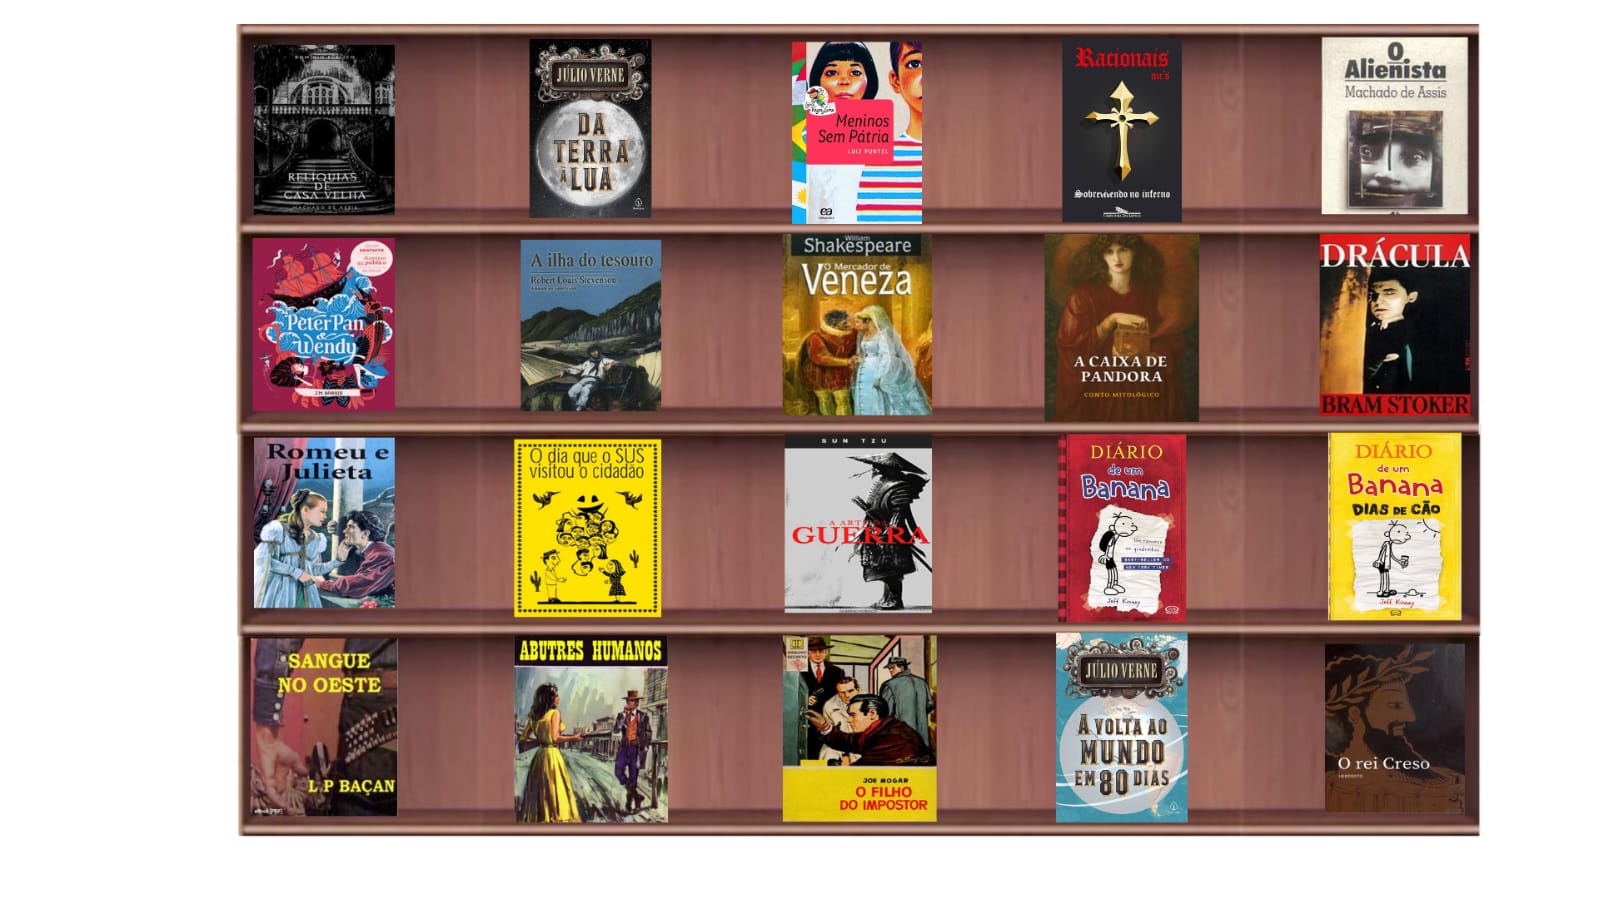 RELÍQUIAS
DE
CASA VELHA
MACHADO DE ASSIS
JÚLIO VERNE
DA
TERRA
À LUA
Meninos
Sem Pátria
LUIZ PUNTEL
Racionais
mc's
Sobrevivendo no inferno
O
Alienista
Machado de Assis
Peter Pan
&
Wendy
J.M. BARRIE
A ilha do tesouro
Robert Louis Stevenson
William
Shakespeare
O Mercador de
Veneza
A CAIXA DE
PANDORA
CONTO MITOLÓGICO
DRÁCULA
BRAM STOKER
Romeu e
Julieta
O dia que o SUS
visitou o cidadão
SUN TZU
A ARTE DA
GUERRA
DIÁRIO
de um
Banana
Um romance
em quadrinhos
Jeff Kinney
DIÁRIO
de um
Banana
DIAS DE CÃO
Jeff Kinney
SANGUE
NO OESTE
L P BAÇAN
ABUTRES HUMANOS
JOE MOGAR
O FILHO
DO IMPOSTOR
JÚLIO VERNE
A VOLTA AO
MUNDO
EM 80 DIAS
O rei Creso
HERÓDOTO